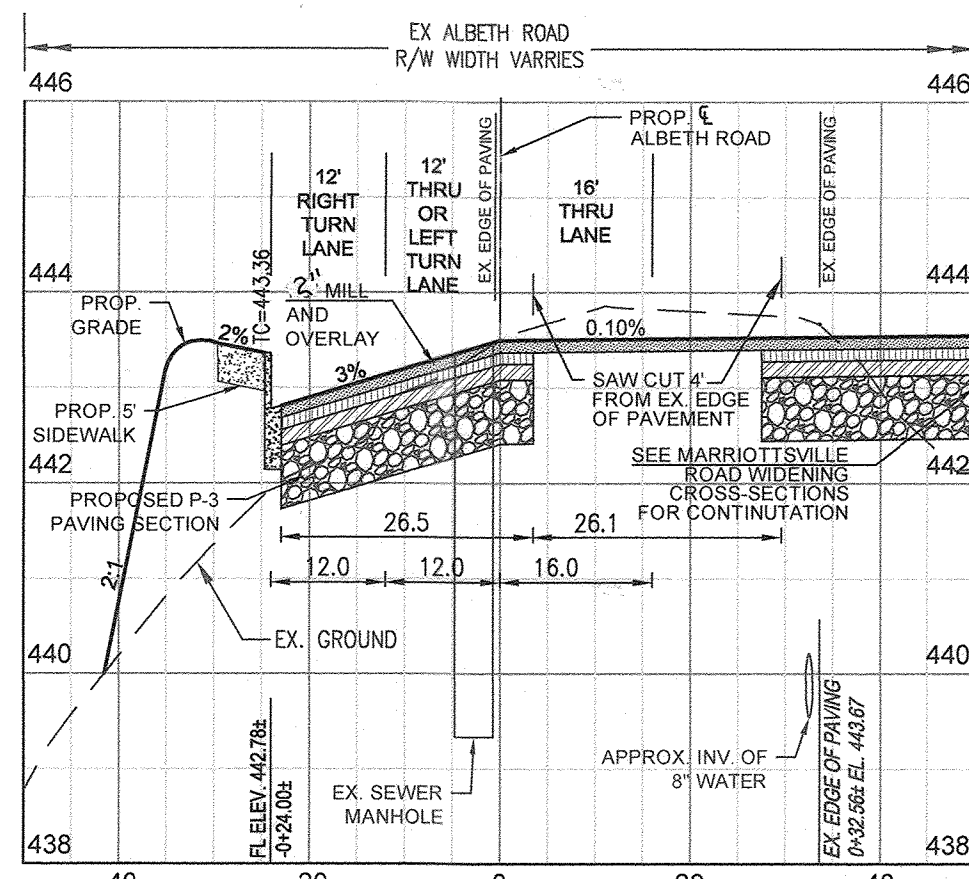 EX ALBETH ROAD
R/W WIDTH VARRIES
446
446
PROP. ℄
ALBETH ROAD
EX. EDGE OF PAVING
EX. EDGE OF PAVING
12'
RIGHT
TURN
LANE
12'
THRU
OR
LEFT
TURN
LANE
16'
THRU
LANE
444
444
TC=443.36
PROP.
GRADE
2%
2" MILL
AND
OVERLAY
0.10%
3%
SAW CUT 4'
FROM EX. EDGE
OF PAVEMENT
PROP. 5'
SIDEWALK
442
442
SEE MARRIOTTSVILLE
ROAD WIDENING
CROSS-SECTIONS
FOR CONTINUTATION
PROPOSED P-3
PAVING SECTION
26.5
26.1
12.0
12.0
16.0
2:1
EX. GROUND
440
440
FL ELEV. 442.78±
-0+24.00±
EX. SEWER
MANHOLE
APPROX. INV. OF
8" WATER
EX. EDGE OF PAVING
0+32.56± EL. 443.67
438
438